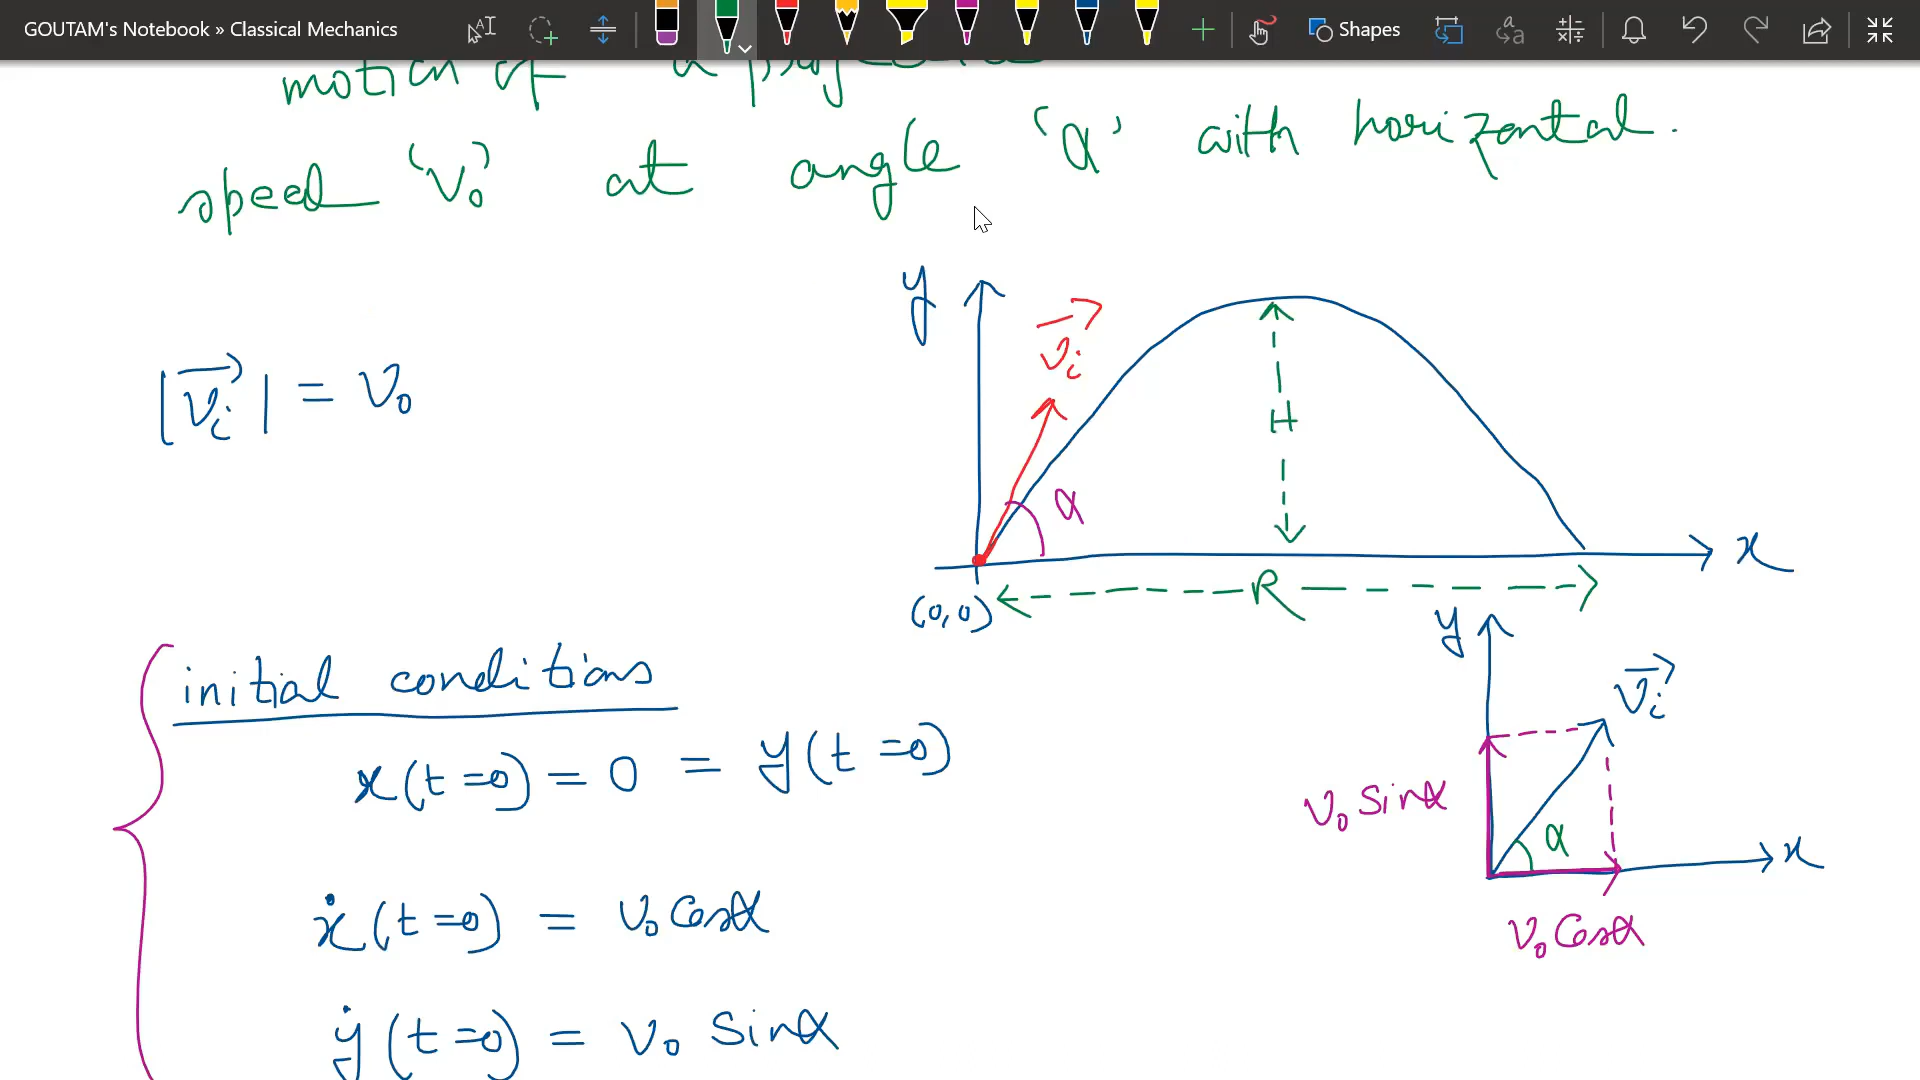 GOUTAM's Notebook » Classical Mechanics
Shapes
motion of a
speed 'v₀' at angle 'α' with horizontal.
y
v⃗ᵢ
|v⃗ᵢ| = v₀
H
α
x
(0,0)
R
initial conditions
x(t=0) = 0 = y(t=0)
ẋ(t=0) = v₀ Cosα
ẏ(t=0) = v₀ Sinα
y
v⃗ᵢ
v₀ Sinα
α
x
v₀ Cosα